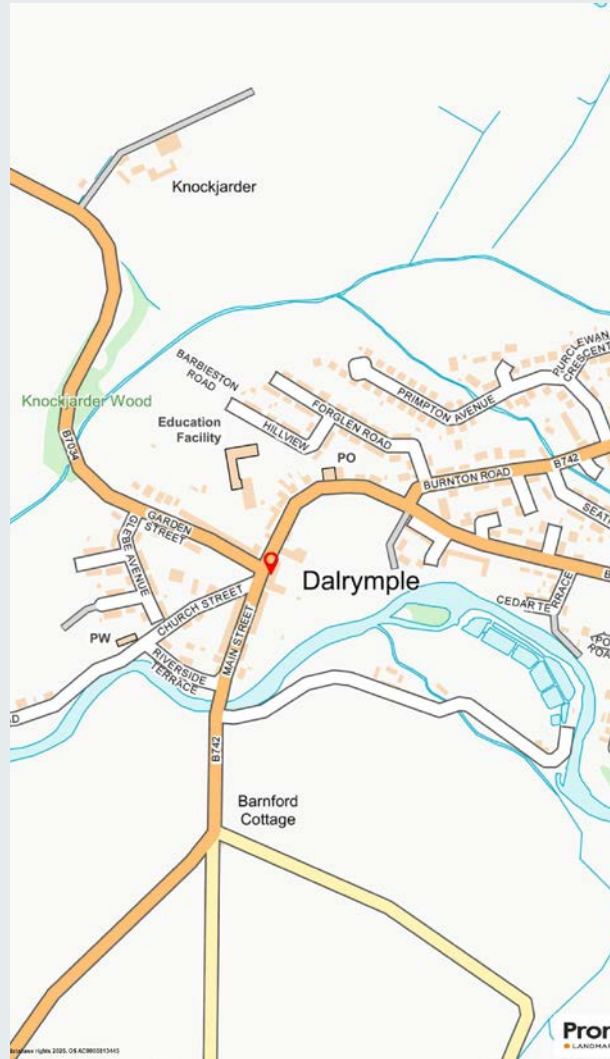 Knockjarder
BARBIESTON
ROAD
PURCLEWAN
CRESCENT
PRIMPTON AVENUE
Knockjarder Wood
FORGLEN ROAD
Education
Facility
HILLVIEW
PO
B7034
B742
BURNTON ROAD
GARDEN
STREET
GLEBE AVENUE
Dalrymple
CHURCH STREET
CEDAR TERRACE
PW
MAIN STREET
RIVERSIDE
TERRACE
B742
Barnford
Cottage